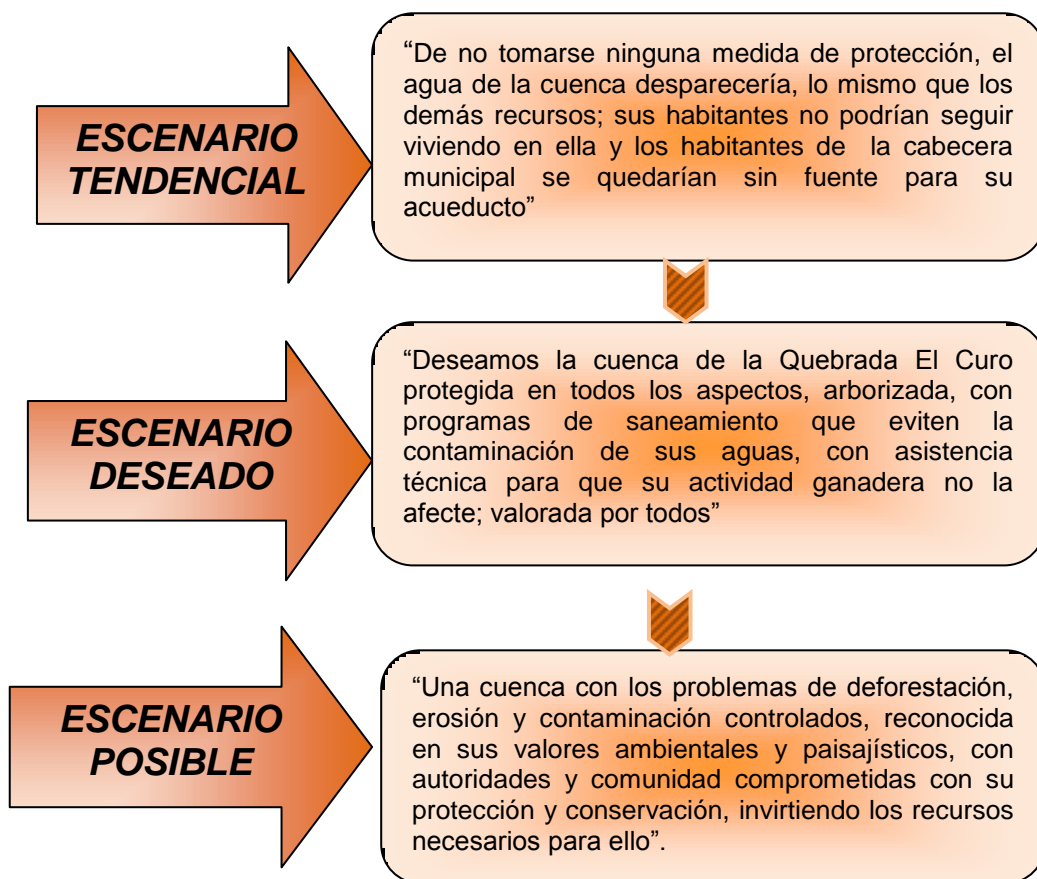 ESCENARIO
TENDENCIAL
“De no tomarse ninguna medida de protección, el
agua de la cuenca desparecería, lo mismo que los
demás recursos; sus habitantes no podrían seguir
viviendo en ella y los habitantes de la cabecera
municipal se quedarían sin fuente para su
acueducto”
ESCENARIO
DESEADO
“Deseamos la cuenca de la Quebrada El Curo
protegida en todos los aspectos, arborizada, con
programas de saneamiento que eviten la
contaminación de sus aguas, con asistencia
técnica para que su actividad ganadera no la
afecte; valorada por todos”
ESCENARIO
POSIBLE
“Una cuenca con los problemas de deforestación,
erosión y contaminación controlados, reconocida
en sus valores ambientales y paisajísticos, con
autoridades y comunidad comprometidas con su
protección y conservación, invirtiendo los recursos
necesarios para ello”.